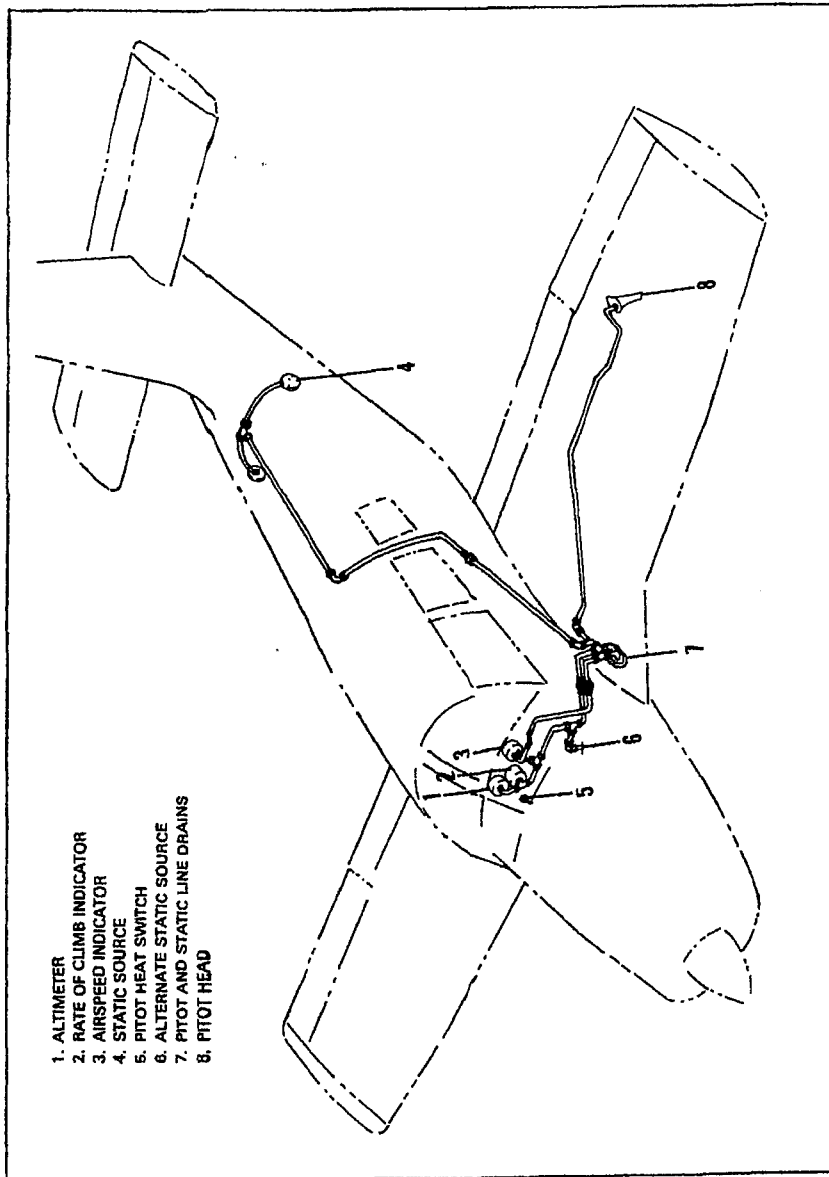 1. ALTIMETER
2. RATE OF CLIMB INDICATOR
3. AIRSPEED INDICATOR
4. STATIC SOURCE
5. PITOT HEAT SWITCH
6. ALTERNATE STATIC SOURCE
7. PITOT AND STATIC LINE DRAINS
8. PITOT HEAD
1
2
3
4
5
6
7
8